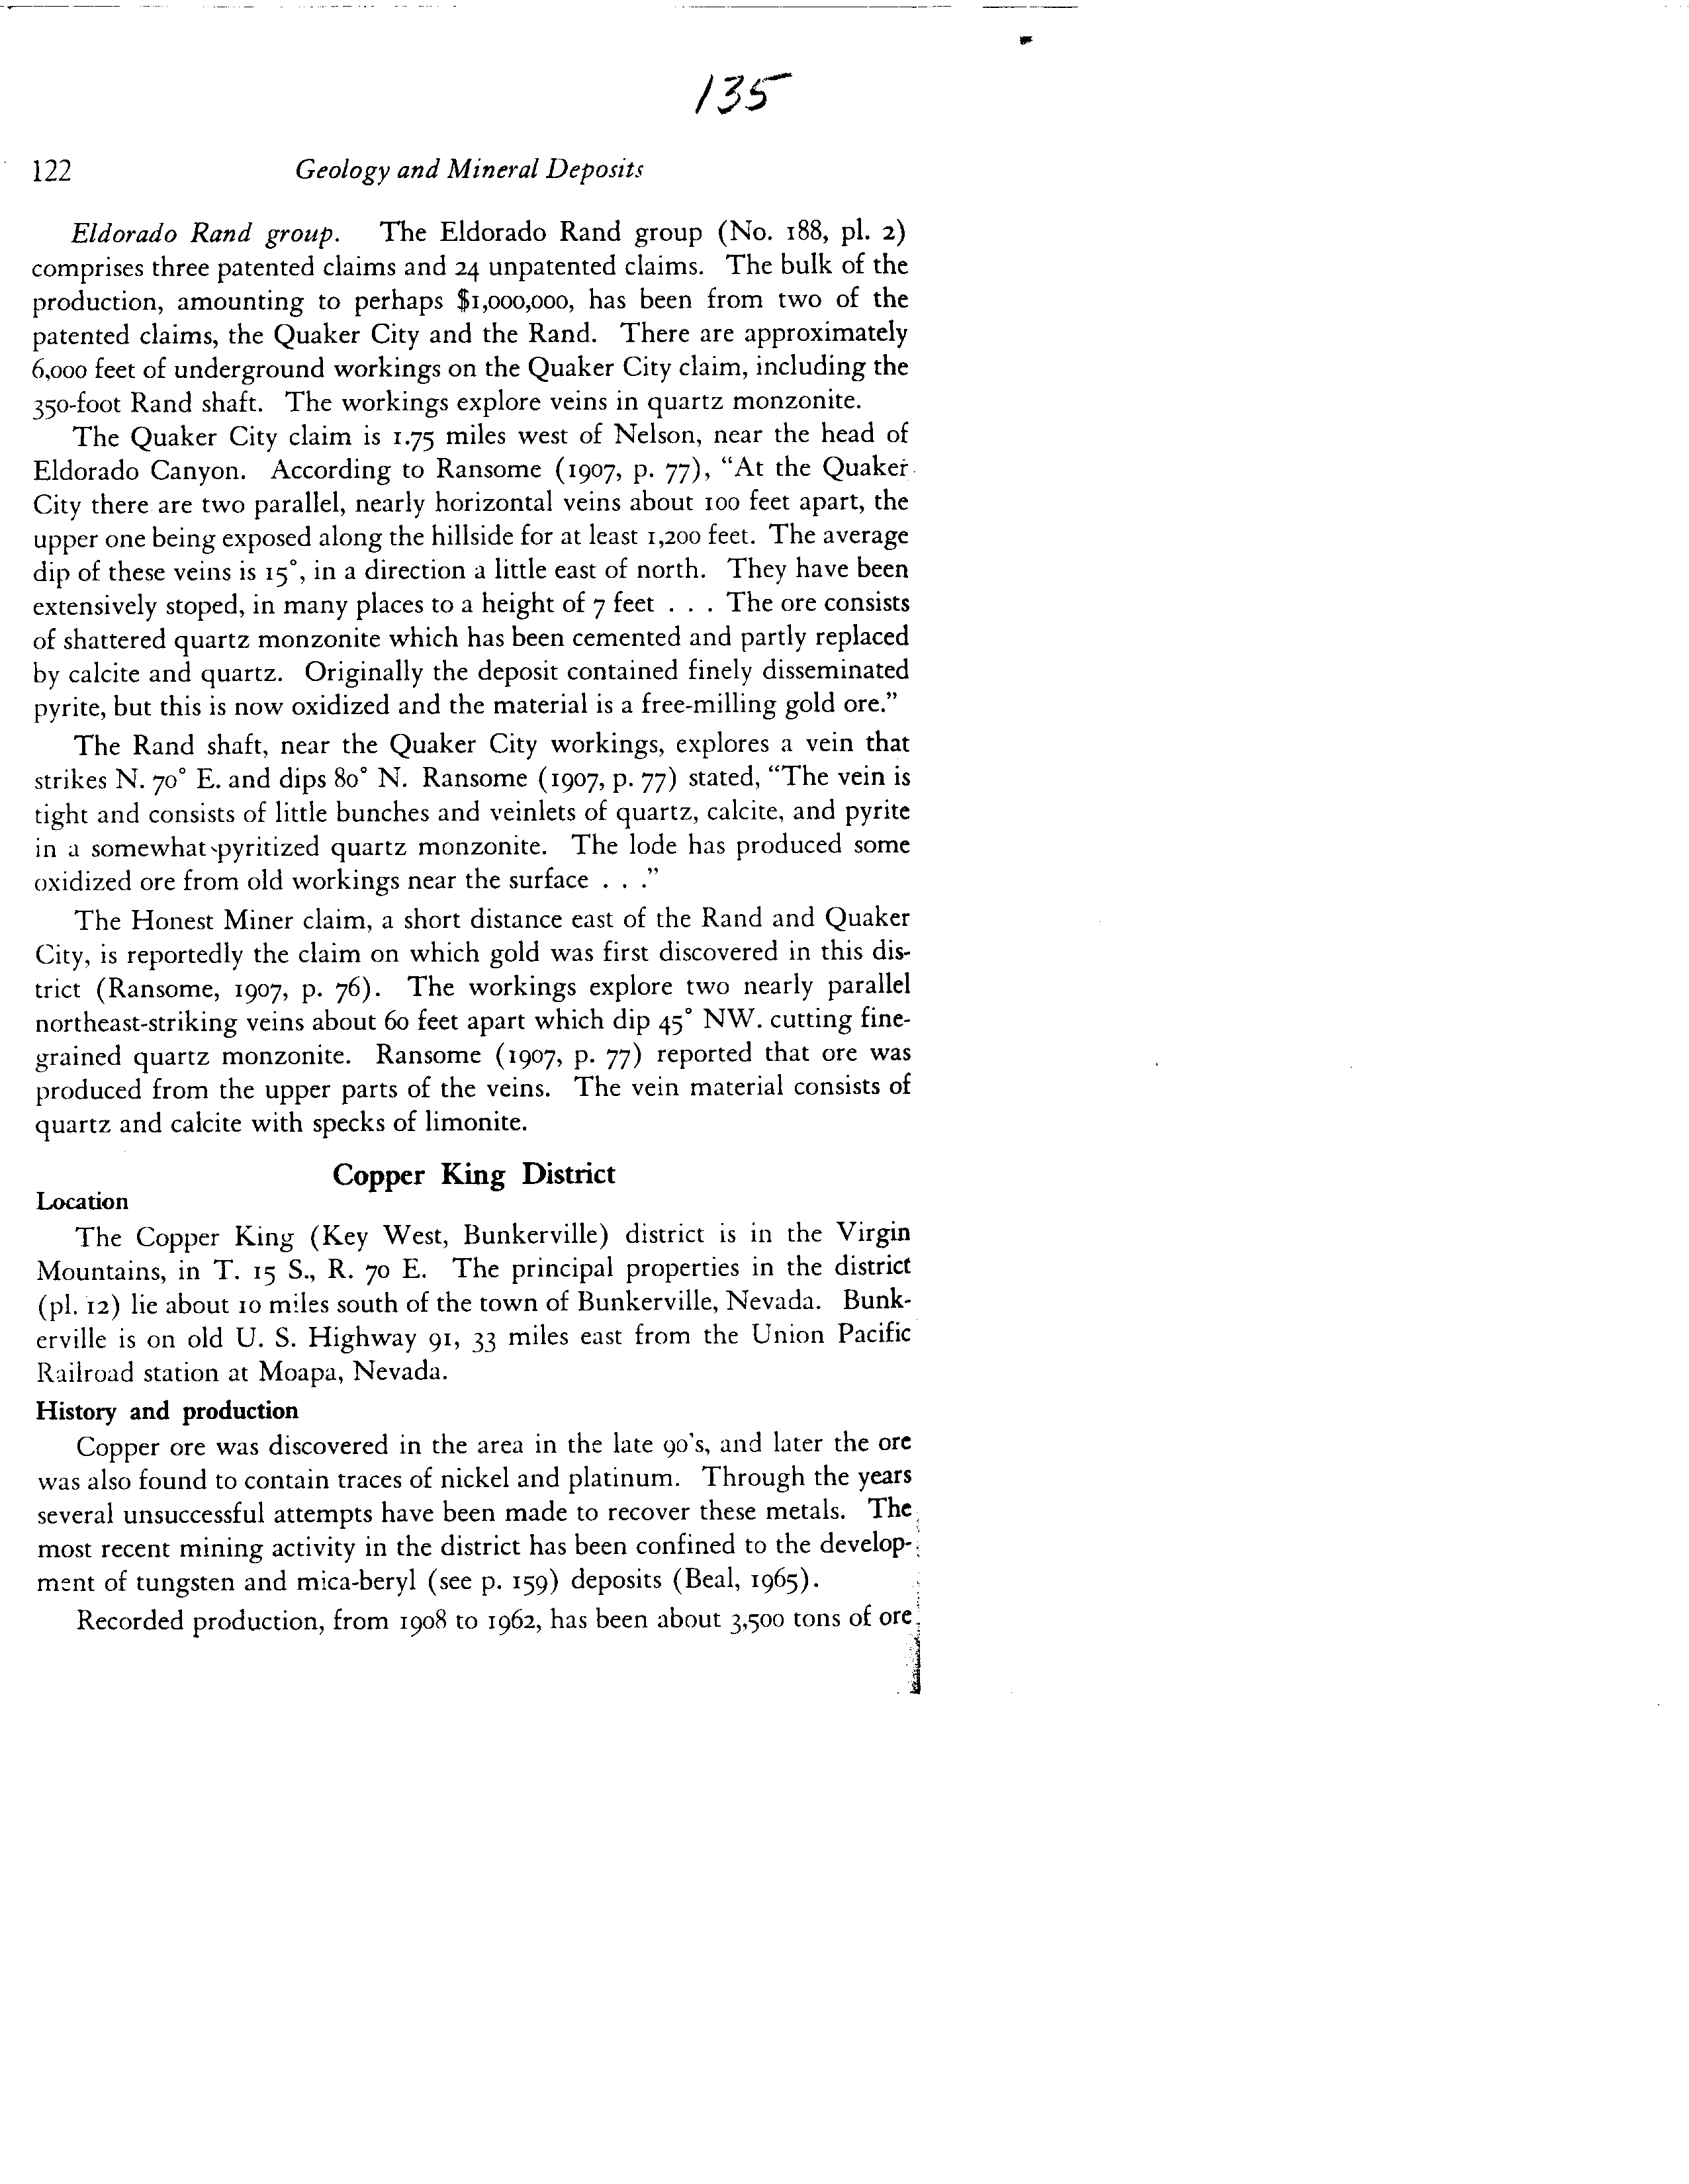 135
122 Geology and Mineral Deposits
Eldorado Rand group. The Eldorado Rand group (No. 188, pl. 2)
comprises three patented claims and 24 unpatented claims. The bulk of the
production, amounting to perhaps $1,000,000, has been from two of the
patented claims, the Quaker City and the Rand. There are approximately
6,000 feet of underground workings on the Quaker City claim, including the
350-foot Rand shaft. The workings explore veins in quartz monzonite.
The Quaker City claim is 1.75 miles west of Nelson, near the head of
Eldorado Canyon. According to Ransome (1907, p. 77), “At the Quaker
City there are two parallel, nearly horizontal veins about 100 feet apart, the
upper one being exposed along the hillside for at least 1,200 feet. The average
dip of these veins is 15°, in a direction a little east of north. They have been
extensively stoped, in many places to a height of 7 feet . . . The ore consists
of shattered quartz monzonite which has been cemented and partly replaced
by calcite and quartz. Originally the deposit contained finely disseminated
pyrite, but this is now oxidized and the material is a free-milling gold ore.”
The Rand shaft, near the Quaker City workings, explores a vein that
strikes N. 70° E. and dips 80° N. Ransome (1907, p. 77) stated, “The vein is
tight and consists of little bunches and veinlets of quartz, calcite, and pyrite
in a somewhat pyritized quartz monzonite. The lode has produced some
oxidized ore from old workings near the surface . . .”
The Honest Miner claim, a short distance east of the Rand and Quaker
City, is reportedly the claim on which gold was first discovered in this dis-
trict (Ransome, 1907, p. 76). The workings explore two nearly parallel
northeast-striking veins about 60 feet apart which dip 45° NW. cutting fine-
grained quartz monzonite. Ransome (1907, p. 77) reported that ore was
produced from the upper parts of the veins. The vein material consists of
quartz and calcite with specks of limonite.
Copper King District
Location
The Copper King (Key West, Bunkerville) district is in the Virgin
Mountains, in T. 15 S., R. 70 E. The principal properties in the district
(pl. 12) lie about 10 miles south of the town of Bunkerville, Nevada. Bunk-
erville is on old U. S. Highway 91, 33 miles east from the Union Pacific
Railroad station at Moapa, Nevada.
History and production
Copper ore was discovered in the area in the late 90's, and later the ore
was also found to contain traces of nickel and platinum. Through the years
several unsuccessful attempts have been made to recover these metals. The
most recent mining activity in the district has been confined to the develop-
ment of tungsten and mica-beryl (see p. 159) deposits (Beal, 1965).
Recorded production, from 1908 to 1962, has been about 3,500 tons of ore